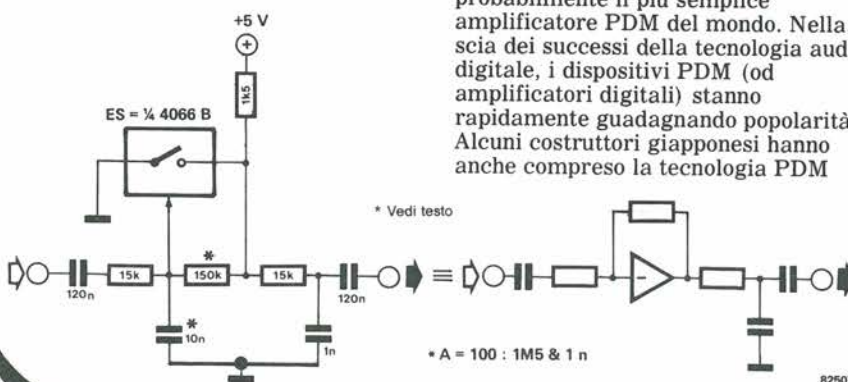 probabilmente il più semplice
amplificatore PDM del mondo. Nella
scia dei successi della tecnologia aud
digitale, i dispositivi PDM (od
amplificatori digitali) stanno
rapidamente guadagnando popolarità
Alcuni costruttori giapponesi hanno
anche compreso la tecnologia PDM
+5 V
1k5
ES = ¼ 4066 B
* Vedi testo
15k
*
150k
15k
120n
120n
*
10n
1n
* A = 100 : 1M5 & 1 n
8250